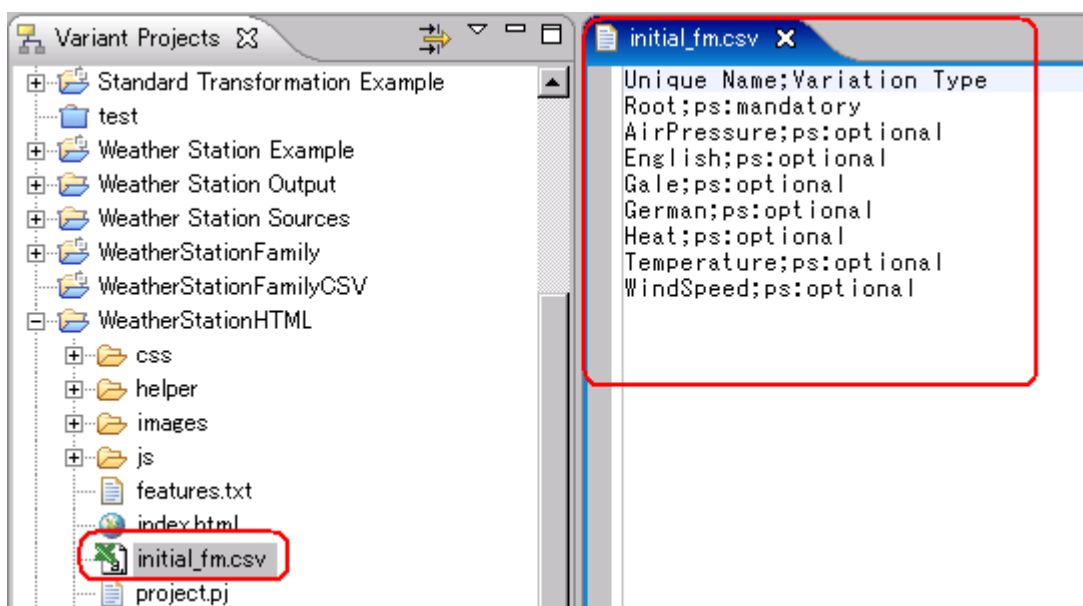 Variant Projects
Standard Transformation Example
test
Weather Station Example
Weather Station Output
Weather Station Sources
WeatherStationFamily
WeatherStationFamilyCSV
WeatherStationHTML
css
helper
images
js
features.txt
index.html
initial_fm.csv
project.pj
initial_fm.csv
Unique Name;Variation Type
Root;ps:mandatory
AirPressure;ps:optional
English;ps:optional
Gale;ps:optional
German;ps:optional
Heat;ps:optional
Temperature;ps:optional
WindSpeed;ps:optional